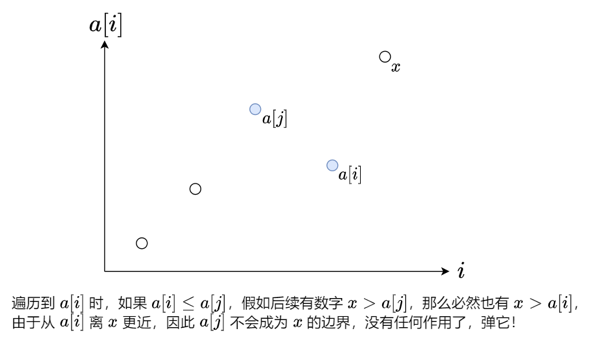 a[i]
x
a[j]
a[i]
i
遍历到 a[i] 时，如果 a[i] ≤ a[j]，假如后续有数字 x > a[j]，那么必然也有 x > a[i]，
由于从 a[i] 离 x 更近，因此 a[j] 不会成为 x 的边界，没有任何作用了，弹它！